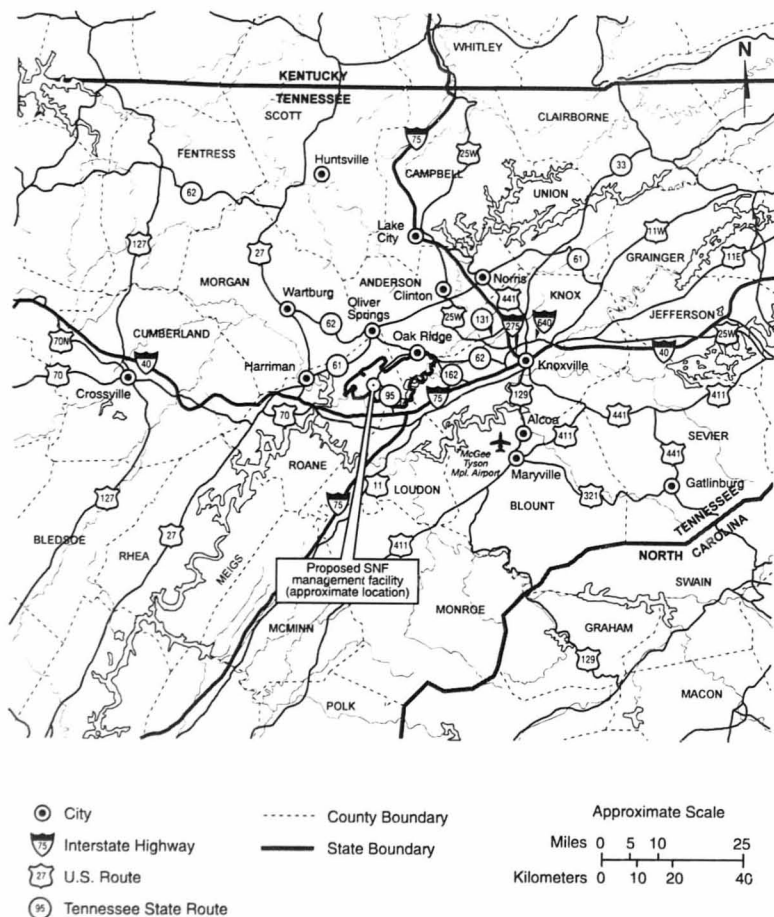 WHITLEY
N
KENTUCKY
TENNESSEE
SCOTT
CLAIRBORNE
75
25W
FENTRESS
Huntsville
CAMPBELL
33
62
UNION
127
Lake
City
11W
27
61
GRAINGER
11E
MORGAN
ANDERSON
Norris
Wartburg
Clinton
441
KNOX
Oliver
Springs
JEFFERSON
62
25W
131
275
640
CUMBERLAND
Oak Ridge
25W
70N
40
Harriman
61
62
40
162
Knoxville
70
95
75
129
411
Crossville
70
441
Alcoa
411
SEVIER
ROANE
McGee
Tyson
Mpl. Airport
441
Maryville
11
LOUDON
Gatlinburg
127
75
321
BLOUNT
TENNESSEE
BLEDSOE
27
RHEA
411
NORTH
CAROLINA
MEIGS
Proposed SNF
management facility
(approximate location)
SWAIN
MONROE
MCMINN
GRAHAM
129
MACON
POLK
City
County Boundary
Approximate Scale
75
Interstate Highway
State Boundary
Miles 0 5 10 25
27
U.S. Route
Kilometers 0 10 20 40
95
Tennessee State Route